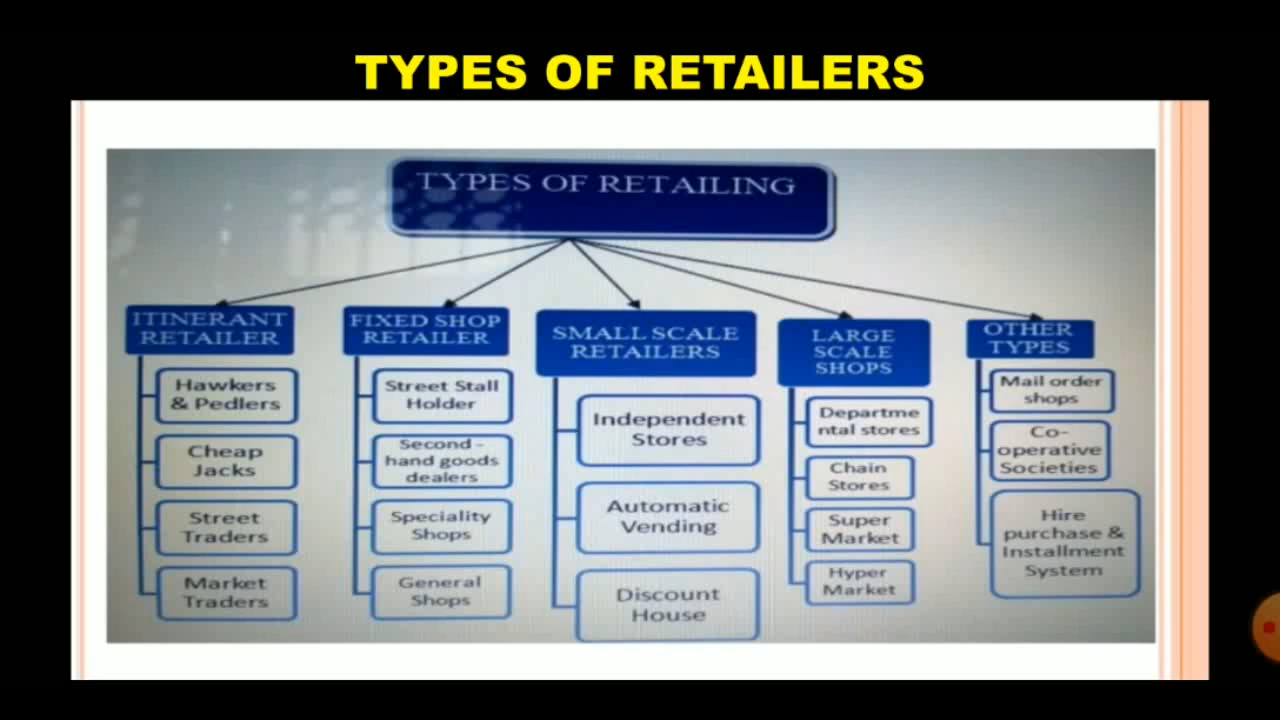 TYPES OF RETAILERS
TYPES OF RETAILING
ITINERANT
RETAILER
Hawkers
& Pedlers
Cheap
Jacks
Street
Traders
Market
Traders
FIXED SHOP
RETAILER
Street Stall
Holder
Second -
hand goods
dealers
Speciality
Shops
General
Shops
SMALL SCALE
RETAILERS
Independent
Stores
Automatic
Vending
Discount
House
LARGE
SCALE
SHOPS
Departme
ntal stores
Chain
Stores
Super
Market
Hyper
Market
OTHER
TYPES
Mail order
shops
Co-
operative
Societies
Hire
purchase &
Installment
System